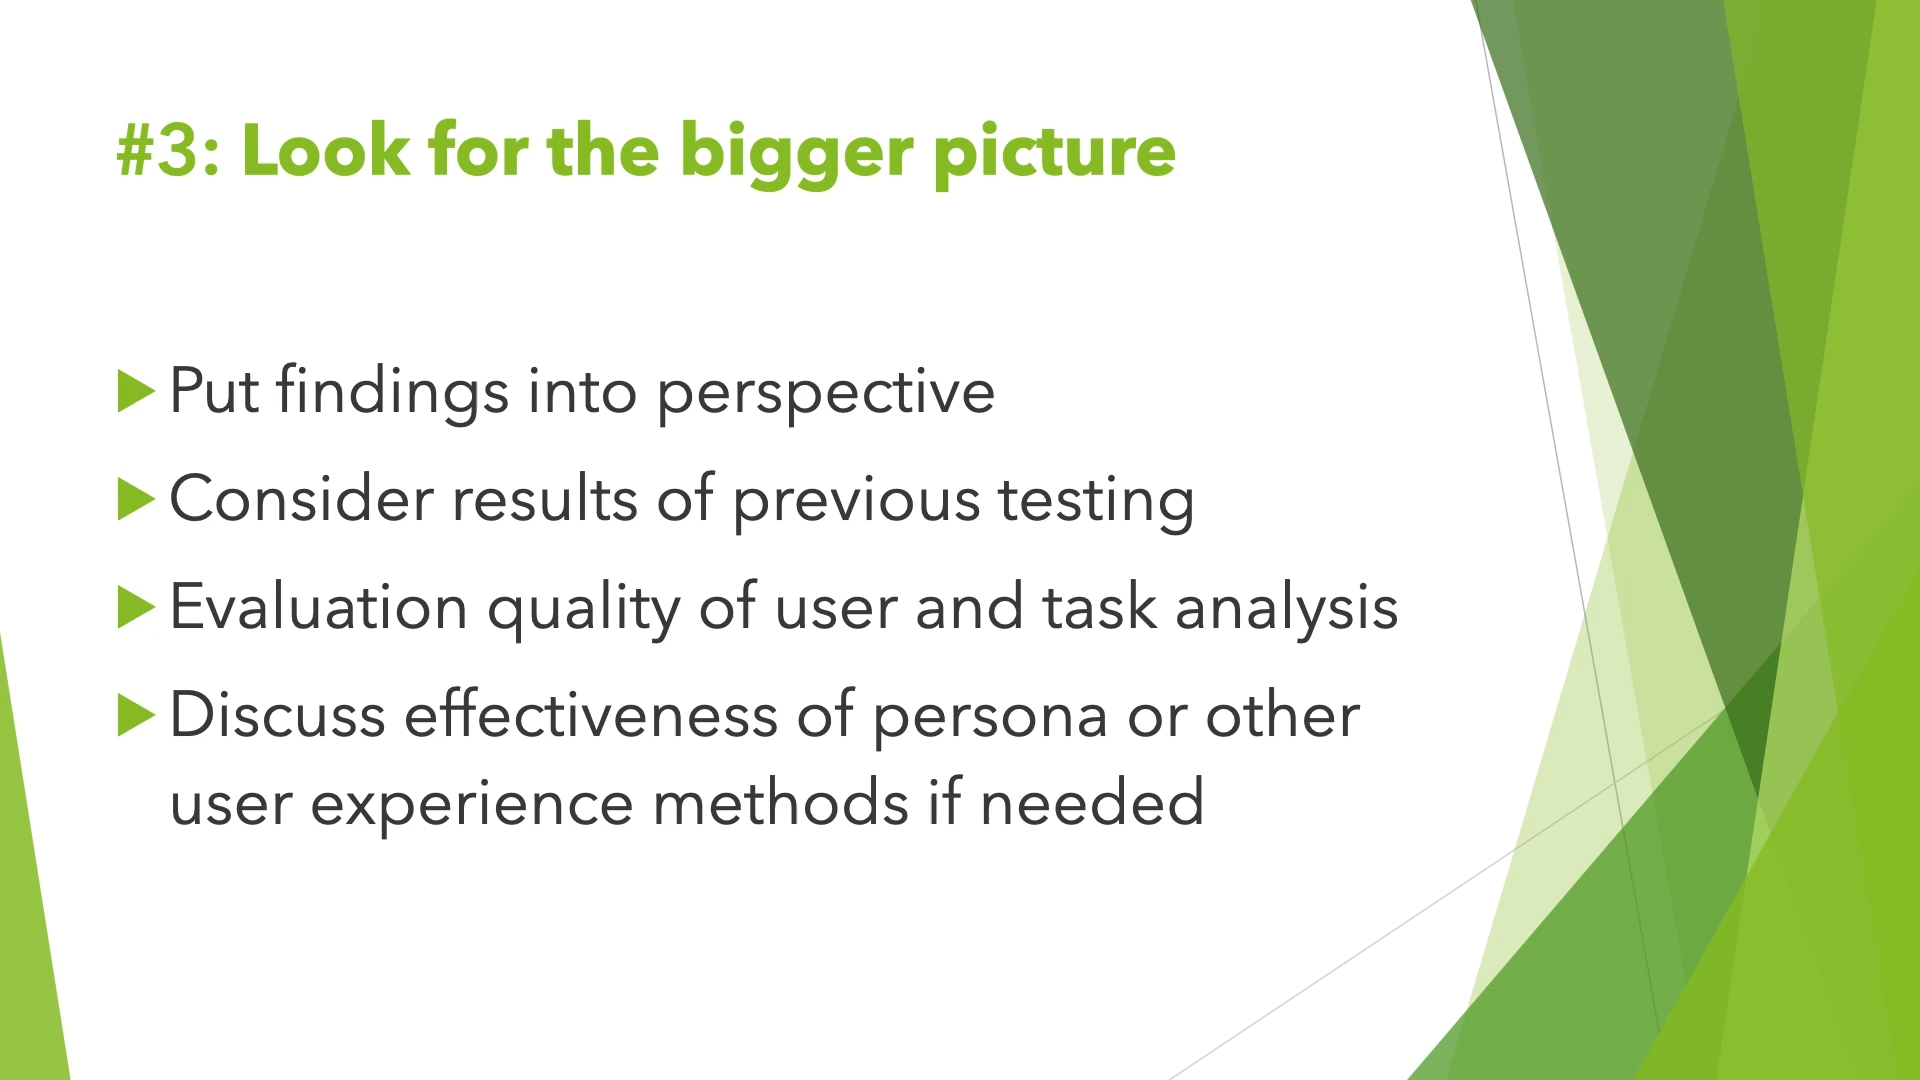 #3: Look for the bigger picture
Put findings into perspective
Consider results of previous testing
Evaluation quality of user and task analysis
Discuss effectiveness of persona or other
user experience methods if needed